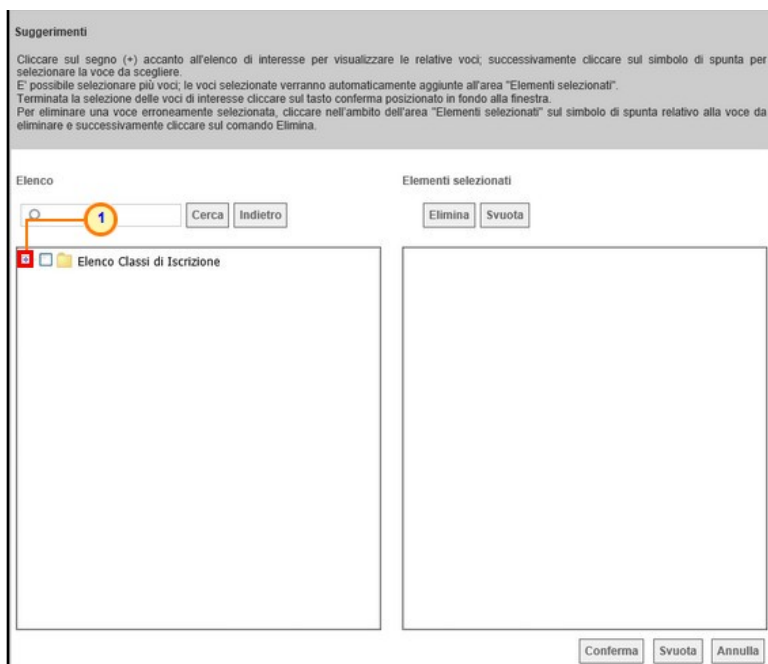 Suggerimenti
Cliccare sul segno (+) accanto all'elenco di interesse per visualizzare le relative voci; successivamente cliccare sul simbolo di spunta per
selezionare la voce da scegliere.
E' possibile selezionare più voci; le voci selezionate verranno automaticamente aggiunte all'area "Elementi selezionati".
Terminata la selezione delle voci di interesse cliccare sul tasto conferma posizionato in fondo alla finestra.
Per eliminare una voce erroneamente selezionata, cliccare nell'ambito dell'area "Elementi selezionati" sul simbolo di spunta relativo alla voce da
eliminare e successivamente cliccare sul comando Elimina.
Elenco Elementi selezionati
1 Cerca Indietro Elimina Svuota
+ Elenco Classi di Iscrizione
Conferma Svuota Annulla